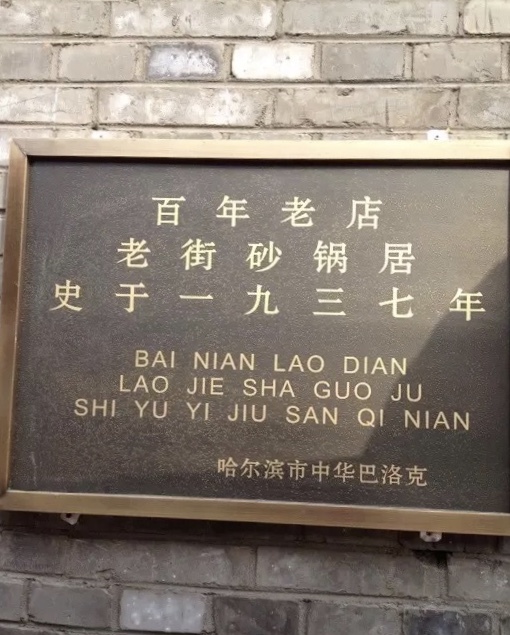 百年老店
老街砂锅居
史于一九三七年
BAI NIAN LAO DIAN
LAO JIE SHA GUO JU
SHI YU YI JIU SAN QI NIAN
哈尔滨市中华巴洛克